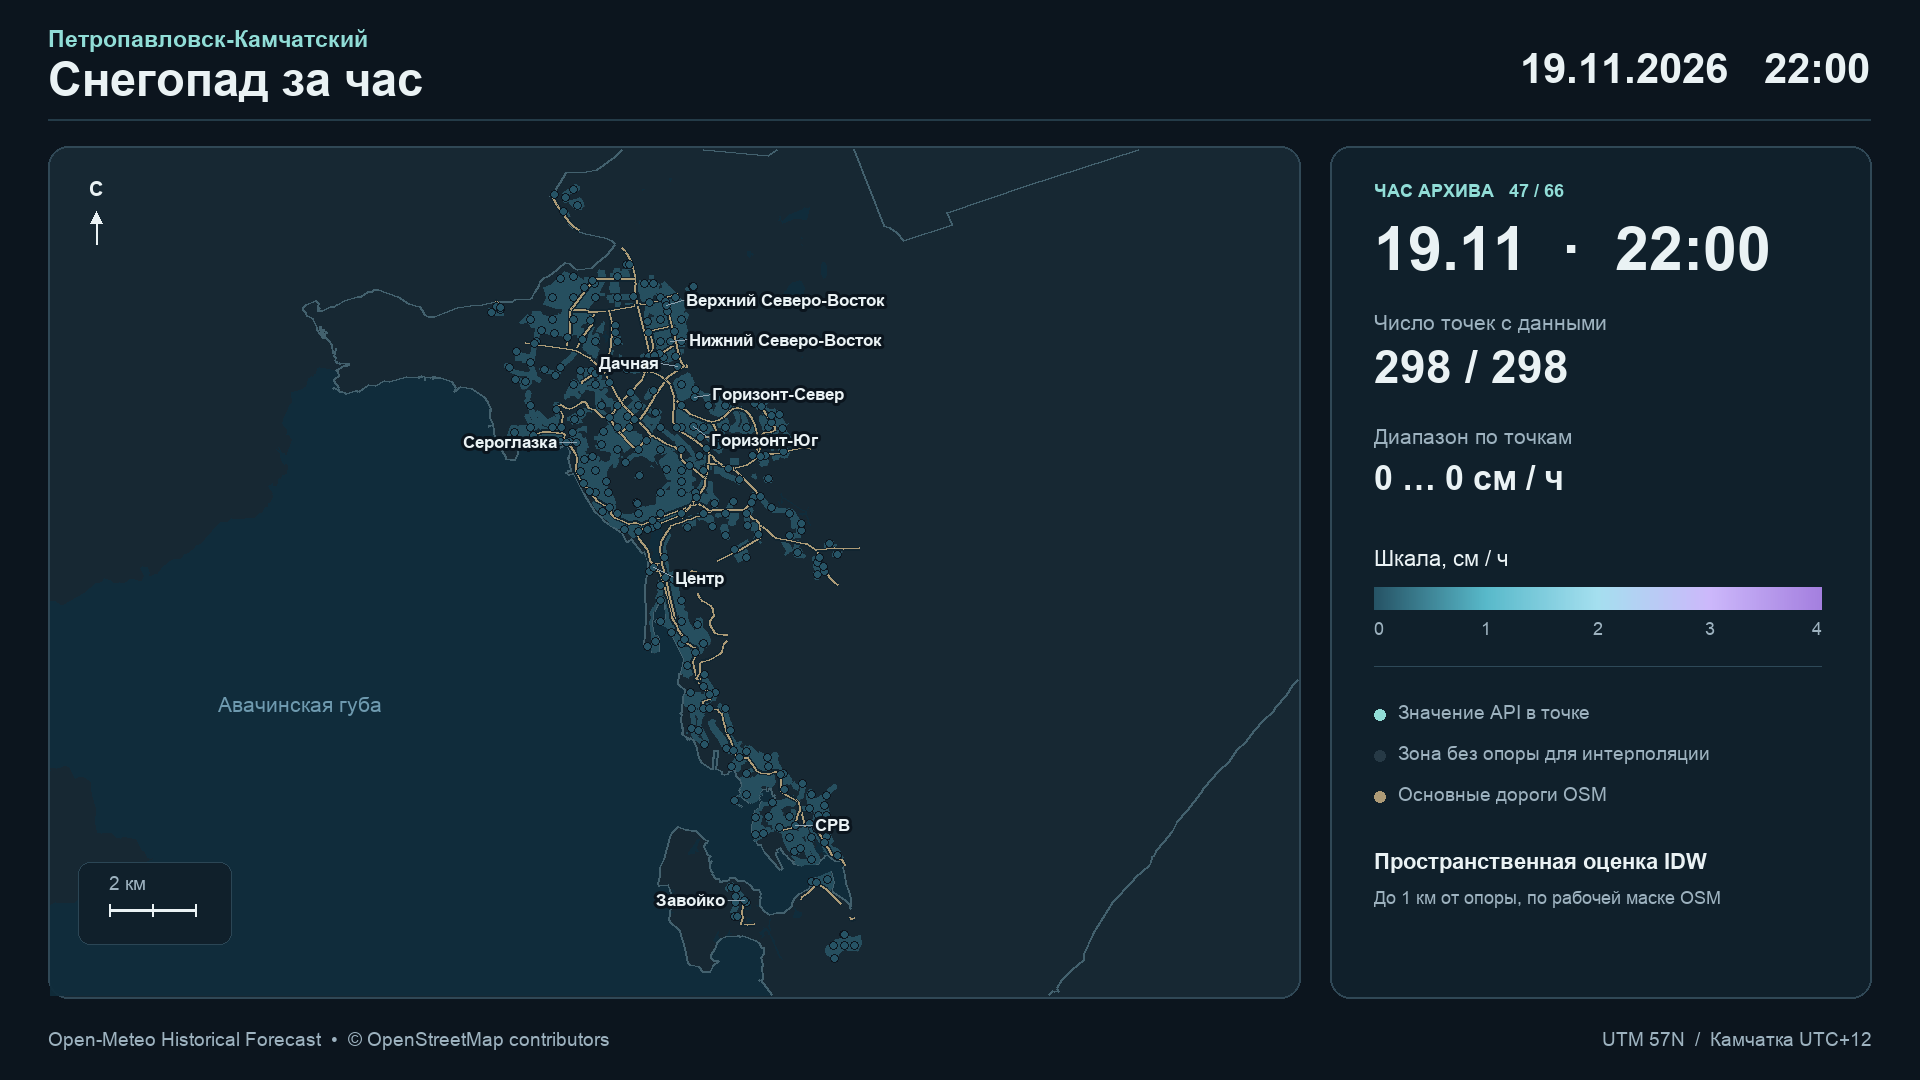 Петропавловск-Камчатский
Снегопад за час
19.11.2026 22:00
С
Верхний Северо-Восток
Нижний Северо-Восток
Дачная
Горизонт-Север
Горизонт-Юг
Сероглазка
Центр
Авачинская губа
СРВ
Завойко
2 км
ЧАС АРХИВА 47 / 66
19.11 · 22:00
Число точек с данными
298 / 298
Диапазон по точкам
0 … 0 см / ч
Шкала, см / ч
0 1 2 3 4
Значение API в точке
Зона без опоры для интерполяции
Основные дороги OSM
Пространственная оценка IDW
До 1 км от опоры, по рабочей маске OSM
Open-Meteo Historical Forecast • © OpenStreetMap contributors
UTM 57N / Камчатка UTC+12